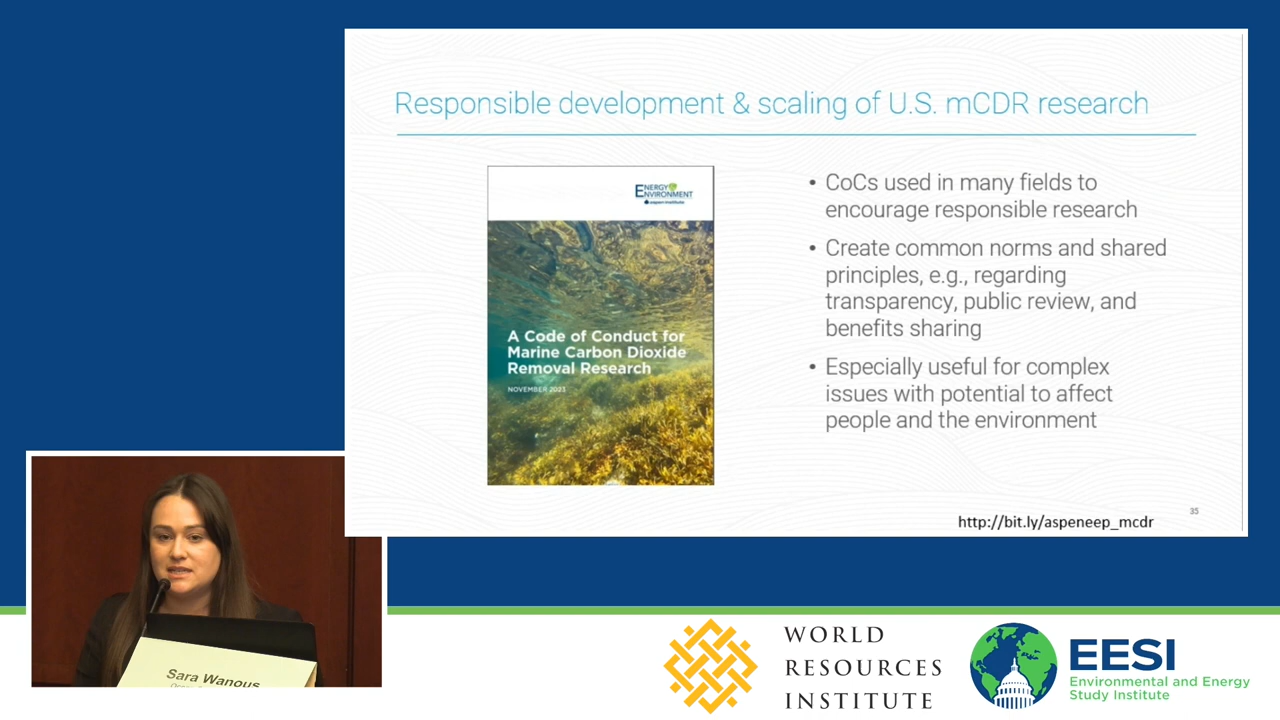 Responsible development & scaling of U.S. mCDR research
ENERGY
ENVIRONMENT
aspen institute
A Code of Conduct for
Marine Carbon Dioxide
Removal Research
NOVEMBER 2023
• CoCs used in many fields to
encourage responsible research
• Create common norms and shared
principles, e.g., regarding
transparency, public review, and
benefits sharing
• Especially useful for complex
issues with potential to affect
people and the environment
35
http://bit.ly/aspeneep_mcdr
Sara Wanous
WORLD
RESOURCES
INSTITUTE
EESI
Environmental and Energy
Study Institute